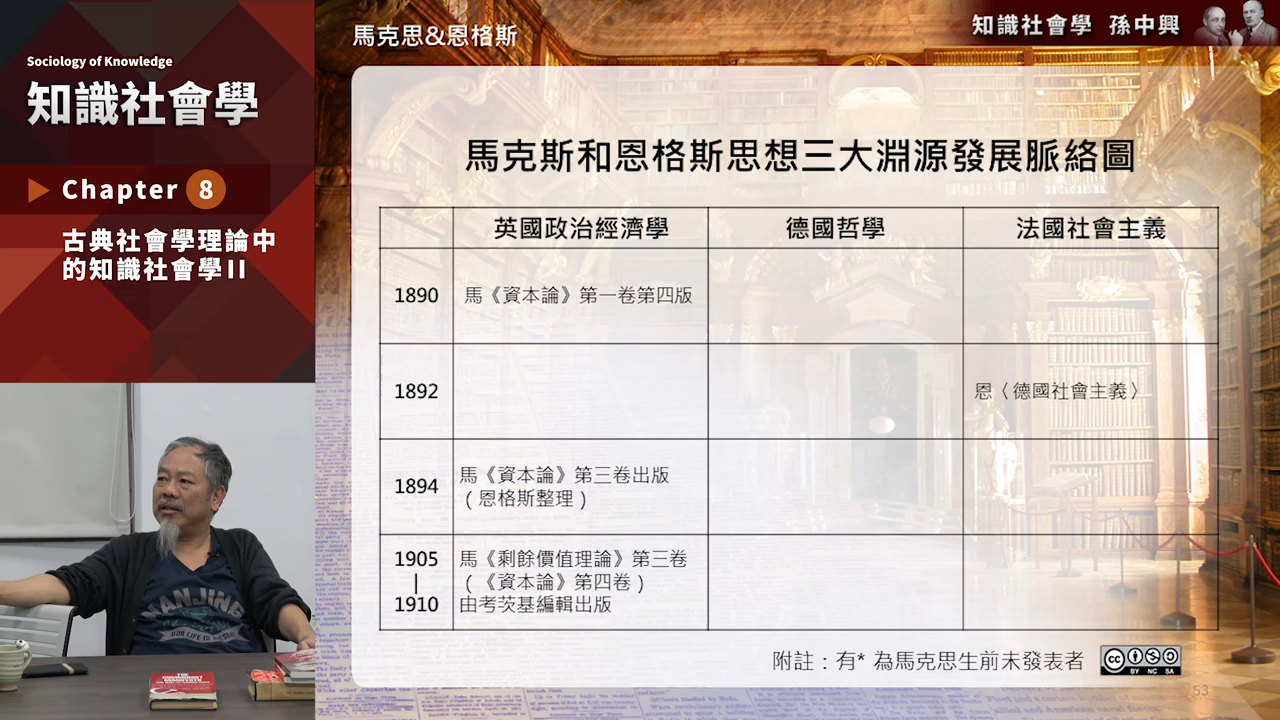 Sociology of Knowledge
知識社會學
Chapter 8
古典社會學理論中
的知識社會學II
馬克思&恩格斯
知識社會學 孫中興
馬克斯和恩格斯思想三大淵源發展脈絡圖
英國政治經濟學 德國哲學 法國社會主義
1890 馬《資本論》第一卷第四版
1892 恩〈德國社會主義〉
1894 馬《資本論》第三卷出版
(恩格斯整理)
1905 馬《剩餘價值理論》第三卷
| (《資本論》第四卷)
1910 由考茨基編輯出版
附註：有* 為馬克思生前未發表者
cc BY NC SA
53